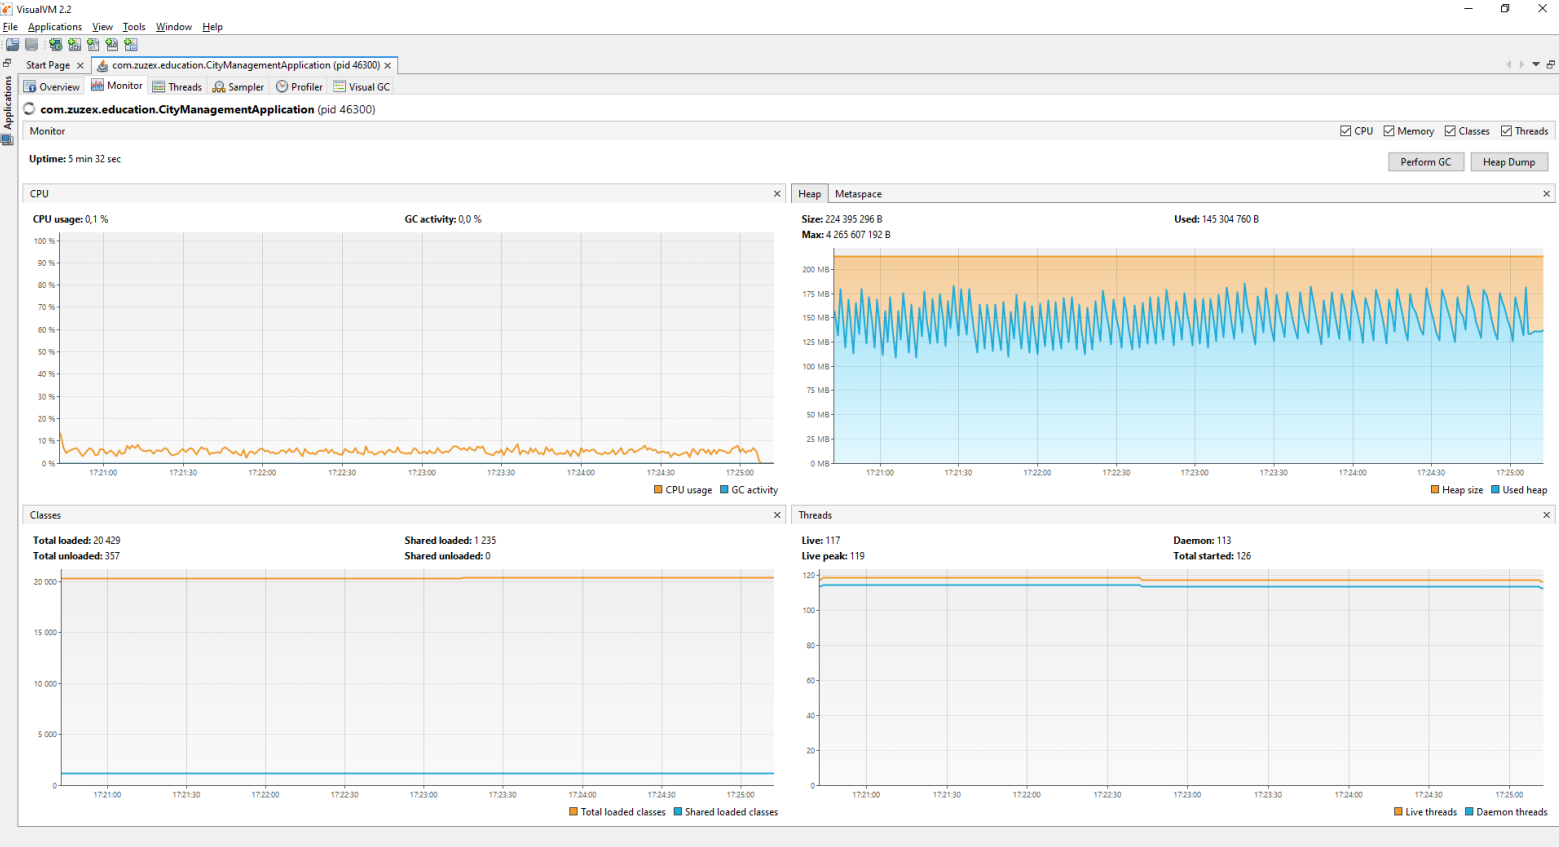 VisualVM 2.2
File Applications View Tools Window Help
Start Page com.zuzex.education.CityManagementApplication (pid 46300)
Applications
Overview Monitor Threads Sampler Profiler Visual GC
com.zuzex.education.CityManagementApplication (pid 46300)
Monitor CPU Memory Classes Threads
Uptime: 5 min 32 sec
Perform GC Heap Dump
CPU
CPU usage: 0,1 % GC activity: 0,0 %
100 %
90 %
80 %
70 %
60 %
50 %
40 %
30 %
20 %
10 %
0 %
17:21:00 17:21:30 17:22:00 17:22:30 17:23:00 17:23:30 17:24:00 17:24:30 17:25:00
CPU usage GC activity
Heap Metaspace
Size: 224 395 296 B Used: 145 304 760 B
Max: 4 265 607 192 B
200 MB
175 MB
150 MB
125 MB
100 MB
75 MB
50 MB
25 MB
0 MB
17:21:00 17:21:30 17:22:00 17:22:30 17:23:00 17:23:30 17:24:00 17:24:30 17:25:00
Heap size Used heap
Classes
Total loaded: 20 429 Shared loaded: 1 235
Total unloaded: 357 Shared unloaded: 0
20 000
15 000
10 000
5 000
0
17:21:00 17:21:30 17:22:00 17:22:30 17:23:00 17:23:30 17:24:00 17:24:30 17:25:00
Total loaded classes Shared loaded classes
Threads
Live: 117 Daemon: 113
Live peak: 119 Total started: 126
120
100
80
60
40
20
0
17:21:00 17:21:30 17:22:00 17:22:30 17:23:00 17:23:30 17:24:00 17:24:30 17:25:00
Live threads Daemon threads